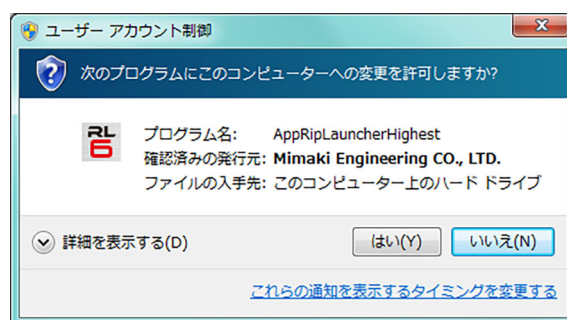 ユーザー アカウント制御
次のプログラムにこのコンピューターへの変更を許可しますか?
RL
6
プログラム名: AppRipLauncherHighest
確認済みの発行元: Mimaki Engineering CO., LTD.
ファイルの入手先: このコンピューター上のハード ドライブ
詳細を表示する(D)
はい(Y)
いいえ(N)
これらの通知を表示するタイミングを変更する